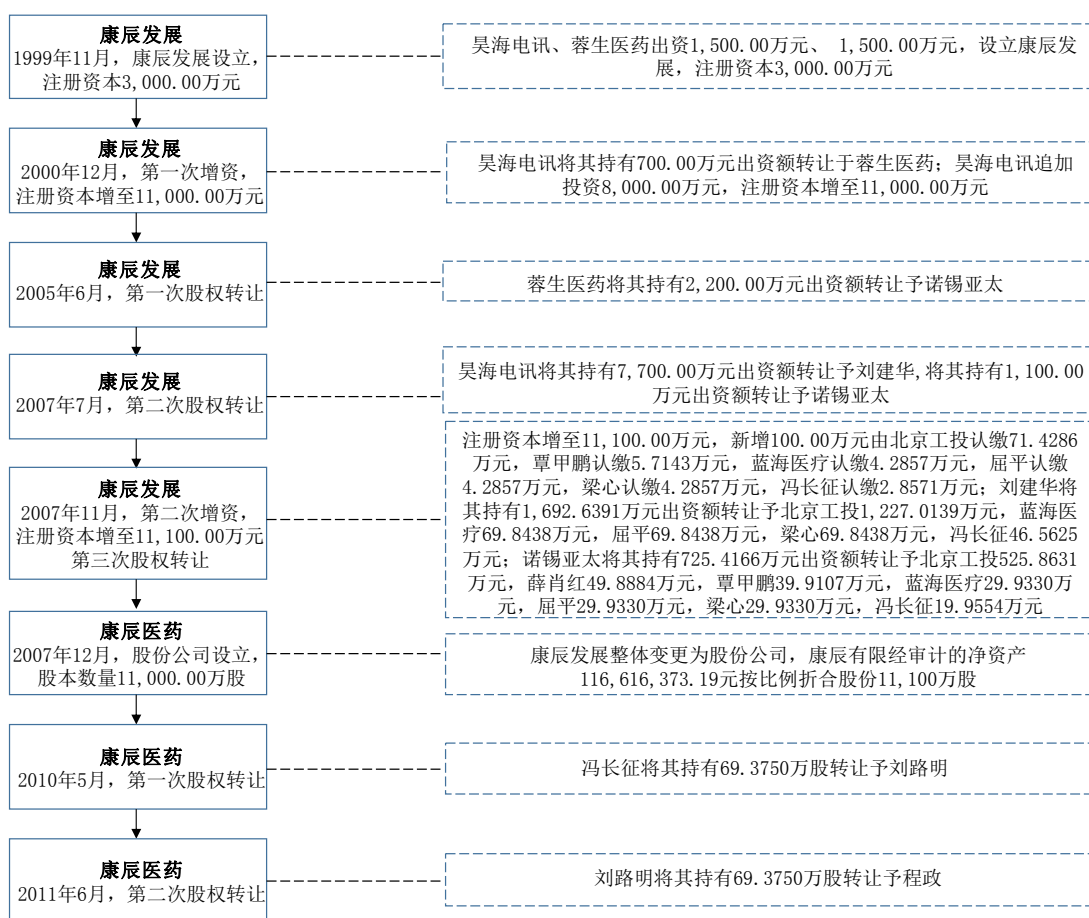 康辰发展
1999年11月，康辰发展设立，
注册资本3,000.00万元
昊海电讯、蓉生医药出资1,500.00万元、 1,500.00万元，设立康辰发
展，注册资本3,000.00万元
康辰发展
2000年12月，第一次增资，
注册资本增至11,000.00万元
昊海电讯将其持有700.00万元出资额转让于蓉生医药；昊海电讯追加
投资8,000.00万元，注册资本增至11,000.00万元
康辰发展
2005年6月，第一次股权转让
蓉生医药将其持有2,200.00万元出资额转让予诺锡亚太
康辰发展
2007年7月，第二次股权转让
昊海电讯将其持有7,700.00万元出资额转让予刘建华,将其持有1,100.00
万元出资额转让予诺锡亚太
康辰发展
2007年11月，第二次增资，
注册资本增至11,100.00万元
第三次股权转让
注册资本增至11,100.00万元，新增100.00万元由北京工投认缴71.4286
万元，覃甲鹏认缴5.7143万元，蓝海医疗认缴4.2857万元，屈平认缴
4.2857万元，梁心认缴4.2857万元，冯长征认缴2.8571万元；刘建华将
其持有1,692.6391万元出资额转让予北京工投1,227.0139万元，蓝海医
疗69.8438万元，屈平69.8438万元，梁心69.8438万元，冯长征46.5625
万元；诺锡亚太将其持有725.4166万元出资额转让予北京工投525.8631
万元，薛肖红49.8884万元，覃甲鹏39.9107万元，蓝海医疗29.9330万
元，屈平29.9330万元，梁心29.9330万元，冯长征19.9554万元
康辰医药
2007年12月，股份公司设立，
股本数量11,000.00万股
康辰发展整体变更为股份公司，康辰有限经审计的净资产
116,616,373.19元按比例折合股份11,100万股
康辰医药
2010年5月，第一次股权转让
冯长征将其持有69.3750万股转让予刘路明
康辰医药
2011年6月，第二次股权转让
刘路明将其持有69.3750万股转让予程政